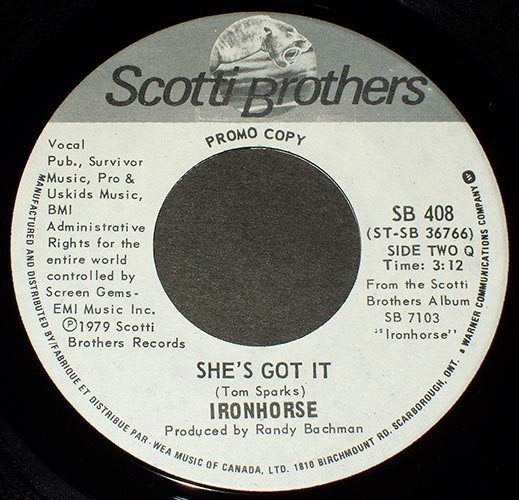 Scotti Brothers
PROMO COPY
Vocal
Pub., Survivor
Music, Pro &
Uskids Music,
BMI
Administrative
Rights for the
entire world
controlled by
Screen Gems-
EMI Music Inc.
Ⓟ1979 Scotti
Brothers Records
SB 408
(ST-SB 36766)
SIDE TWO Q
Time: 3:12
From the Scotti
Brothers Album
SB 7103
"Ironhorse"
SHE'S GOT IT
(Tom Sparks)
IRONHORSE
Produced by Randy Bachman
MANUFACTURED AND DISTRIBUTED BY/FABRIQUE ET DISTRIBUE PAR-WEA MUSIC OF CANADA, LTD. 1810 BIRCHMOUNT RD. SCARBOROUGH, ONT. A WARNER COMMUNICATIONS COMPANY